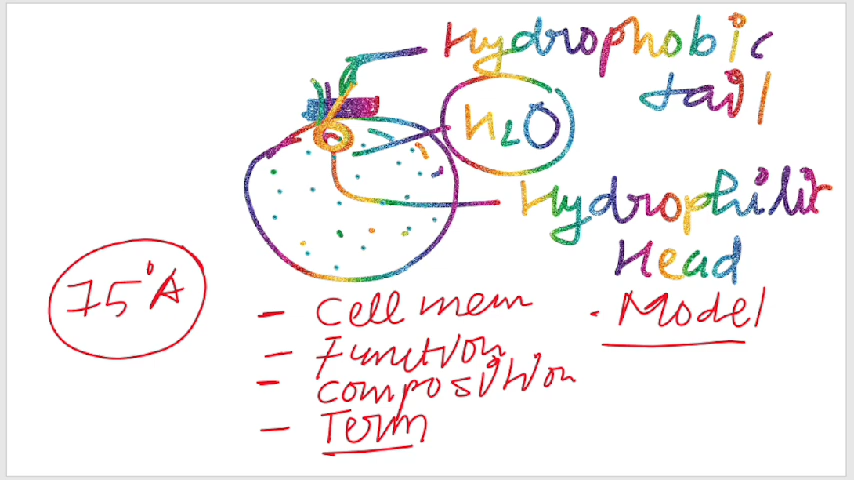 Hydrophobic
tail
H2O
Hydrophilic
Head
75°A
- Cell mem
- Function
- Composition
- Term
. Model